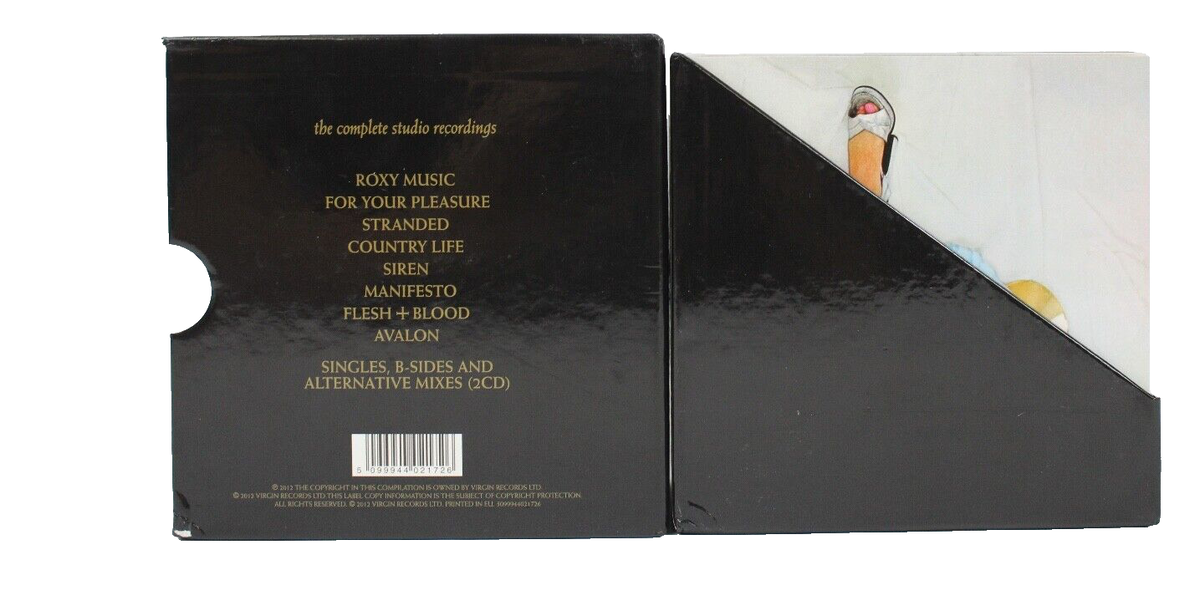 the complete studio recordings
ROXY MUSIC
FOR YOUR PLEASURE
STRANDED
COUNTRY LIFE
SIREN
MANIFESTO
FLESH + BLOOD
AVALON
SINGLES, B-SIDES AND
ALTERNATIVE MIXES (2CD)
5 099944 021726
℗ 2012 THE COPYRIGHT IN THIS COMPILATION IS OWNED BY VIRGIN RECORDS LTD.
© 2012 VIRGIN RECORDS LTD THIS LABEL COPY INFORMATION IS THE SUBJECT OF COPYRIGHT PROTECTION.
ALL RIGHTS RESERVED. © 2012 VIRGIN RECORDS LTD. PRINTED IN EU. 5099944021726